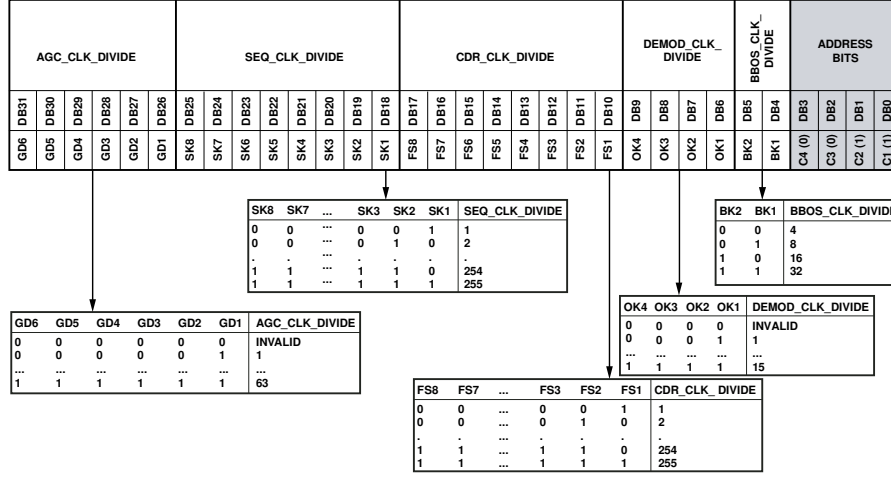 AGC_CLK_DIVIDE SEQ_CLK_DIVIDE CDR_CLK_DIVIDE DEMOD_CLK_ DIVIDE BBOS_CLK_ DIVIDE ADDRESS BITS
DB31 DB30 DB29 DB28 DB27 DB26 DB25 DB24 DB23 DB22 DB21 DB20 DB19 DB18 DB17 DB16 DB15 DB14 DB13 DB12 DB11 DB10 DB9 DB8 DB7 DB6 DB5 DB4 DB3 DB2 DB1 DB0
GD6 GD5 GD4 GD3 GD2 GD1 SK8 SK7 SK6 SK5 SK4 SK3 SK2 SK1 FS8 FS7 FS6 FS5 FS4 FS3 FS2 FS1 OK4 OK3 OK2 OK1 BK2 BK1 C4 (0) C3 (0) C2 (1) C1 (1)
SK8 SK7 ... SK3 SK2 SK1 SEQ_CLK_DIVIDE
0 0 ... 0 0 1 1
0 0 ... 0 1 0 2
. . ... . . . .
1 1 ... 1 1 0 254
1 1 ... 1 1 1 255
BK2 BK1 BBOS_CLK_DIVIDE
0 0 4
0 1 8
1 0 16
1 1 32
GD6 GD5 GD4 GD3 GD2 GD1 AGC_CLK_DIVIDE
0 0 0 0 0 0 INVALID
0 0 0 0 0 1 1
... ... ... ... ... ... ...
1 1 1 1 1 1 63
OK4 OK3 OK2 OK1 DEMOD_CLK_DIVIDE
0 0 0 0 INVALID
0 0 0 1 1
... ... ... ... ...
1 1 1 1 15
FS8 FS7 ... FS3 FS2 FS1 CDR_CLK_ DIVIDE
0 0 ... 0 0 1 1
0 0 ... 0 1 0 2
. . ... . . . .
1 1 ... 1 1 0 254
1 1 ... 1 1 1 255